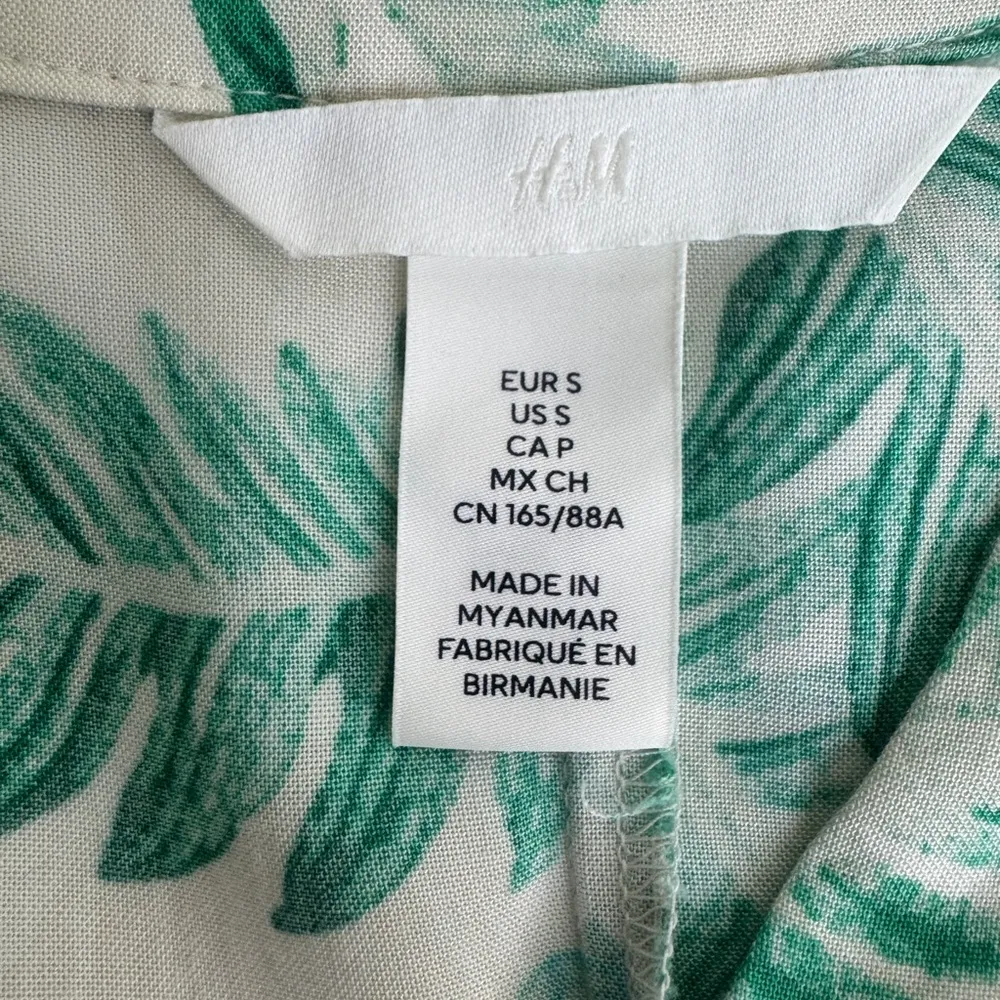 H&M
EUR S
US S
CA P
MX CH
CN 165/88A
MADE IN
MYANMAR
FABRIQUÉ EN
BIRMANIE